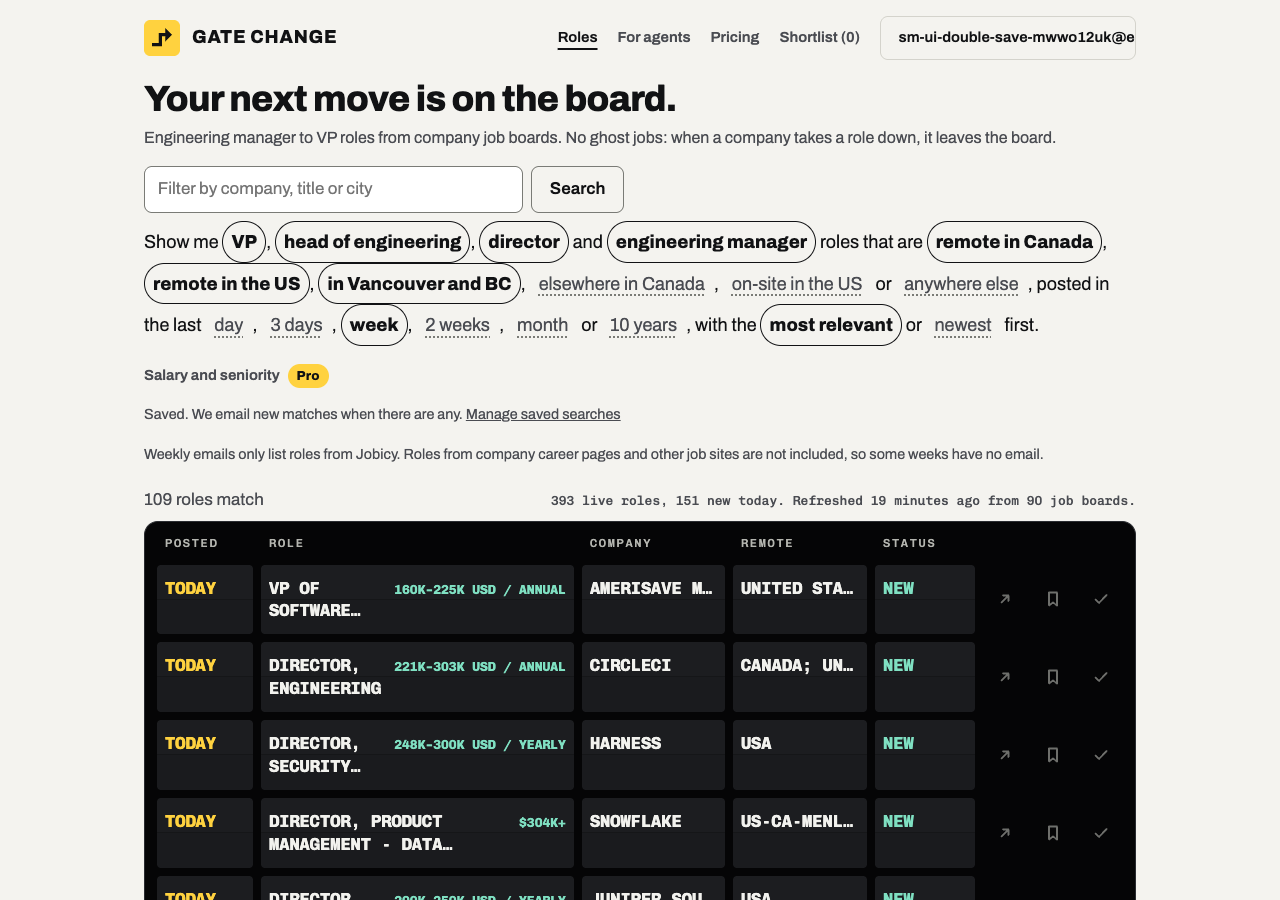 GATE CHANGE
Roles For agents Pricing Shortlist (0) sm-ui-double-save-mwwo12uk@e
Your next move is on the board.
Engineering manager to VP roles from company job boards. No ghost jobs: when a company takes a role down, it leaves the board.
Filter by company, title or city Search
Show me VP, head of engineering, director and engineering manager roles that are remote in Canada,
remote in the US, in Vancouver and BC, elsewhere in Canada , on-site in the US or anywhere else , posted in
the last day , 3 days , week, 2 weeks , month or 10 years , with the most relevant or newest first.
Salary and seniority Pro
Saved. We email new matches when there are any. Manage saved searches
Weekly emails only list roles from Jobicy. Roles from company career pages and other job sites are not included, so some weeks have no email.
109 roles match 393 live roles, 151 new today. Refreshed 19 minutes ago from 90 job boards.
POSTED ROLE COMPANY REMOTE STATUS
TODAY VP OF 160K-225K USD / ANNUAL AMERISAVE M… UNITED STA… NEW
SOFTWARE…
TODAY DIRECTOR, 221K-303K USD / ANNUAL CIRCLECI CANADA; UN… NEW
ENGINEERING
TODAY DIRECTOR, 248K-300K USD / YEARLY HARNESS USA NEW
SECURITY…
TODAY DIRECTOR, PRODUCT $304K+ SNOWFLAKE US-CA-MENL… NEW
MANAGEMENT - DATA…
TODAY DIRECTOR USD / YEARLY USA NEW